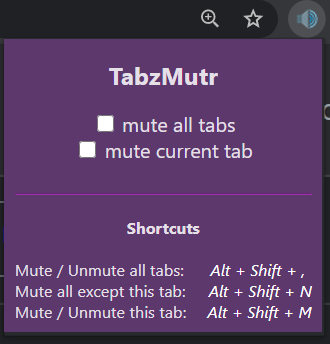 TabzMutr
mute all tabs
mute current tab
Shortcuts
Mute / Unmute all tabs: Alt + Shift + ,
Mute all except this tab: Alt + Shift + N
Mute / Unmute this tab: Alt + Shift + M